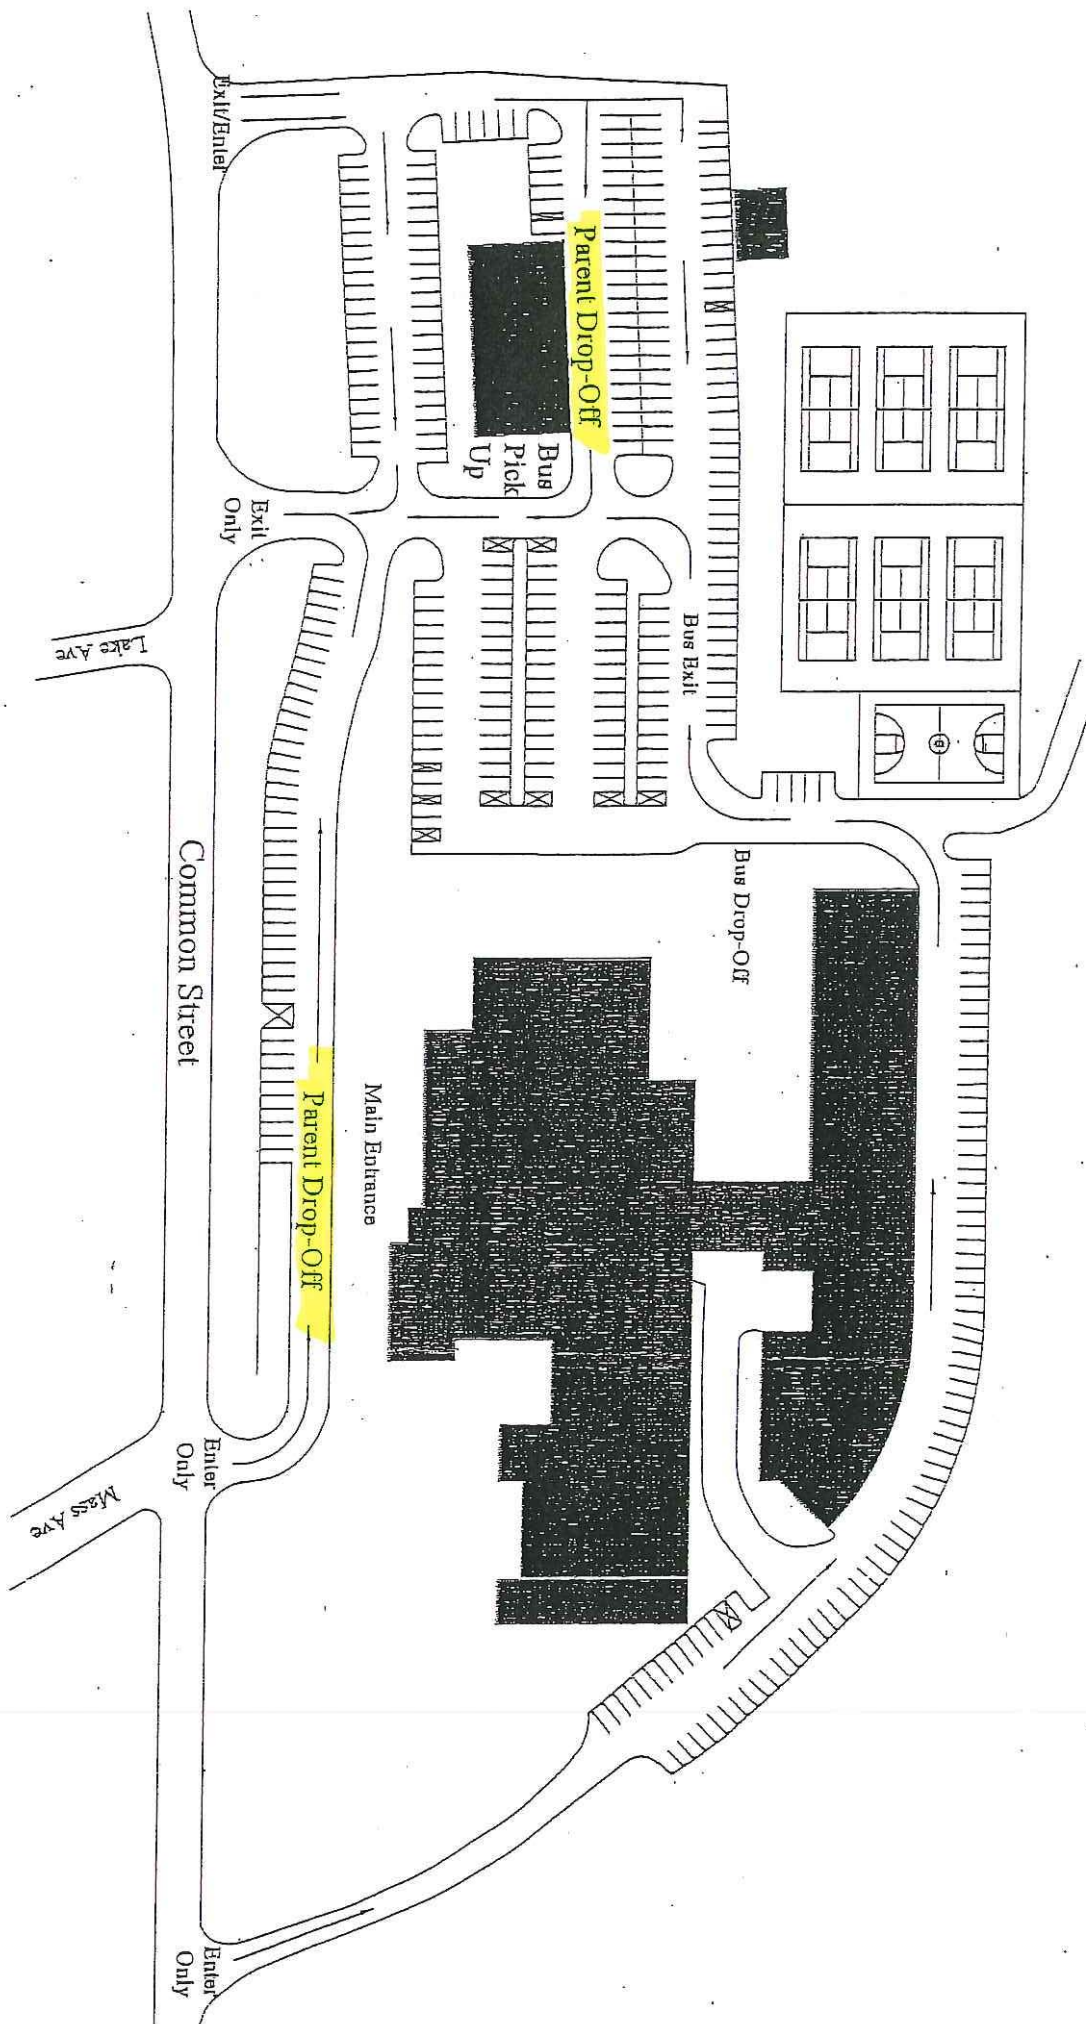 Exit/Enter
Parent Drop-Off
Bus
Pick
Up
Exit
Only
Bus Exit
Lake Ave
Bus Drop-Off
Common Street
Main Entrance
Parent Drop-Off
Enter
Only
Mass Ave
Enter
Only